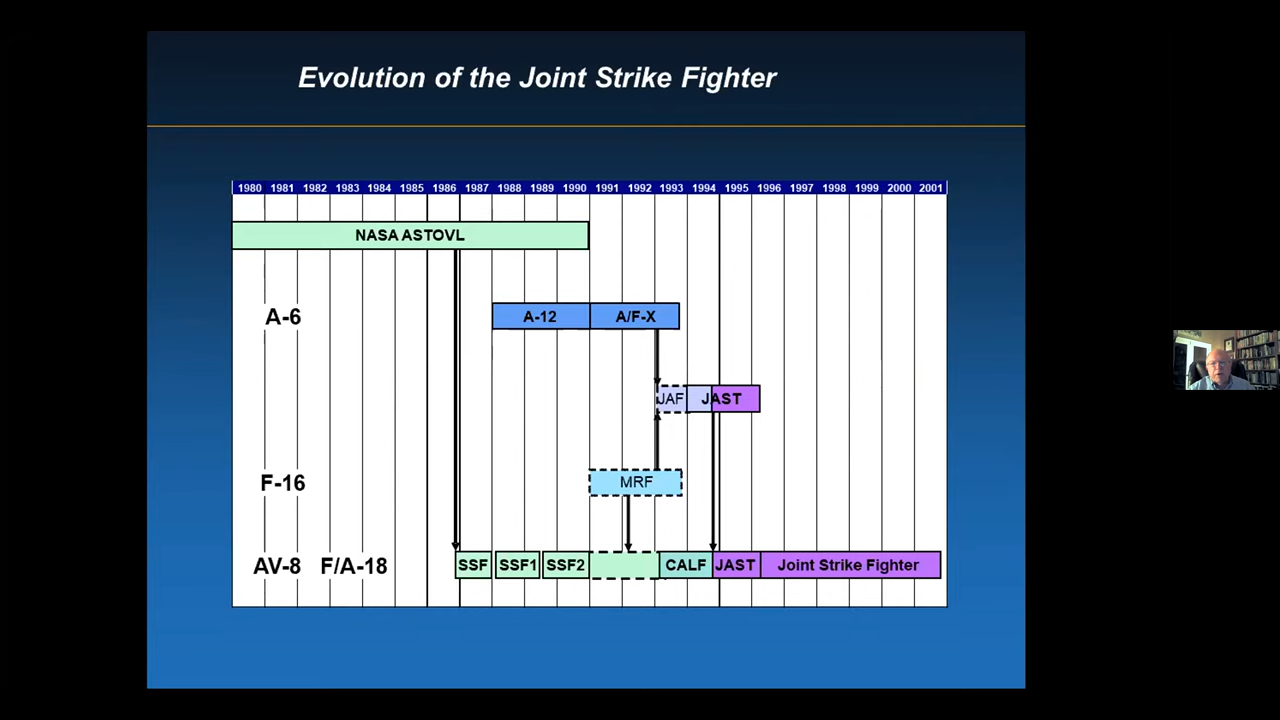 Evolution of the Joint Strike Fighter
1980 1981 1982 1983 1984 1985 1986 1987 1988 1989 1990 1991 1992 1993 1994 1995 1996 1997 1998 1999 2000 2001
NASA ASTOVL
A-6 A-12 A/F-X
JAF JAST
F-16 MRF
AV-8 F/A-18 SSF SSF1 SSF2 CALF JAST Joint Strike Fighter